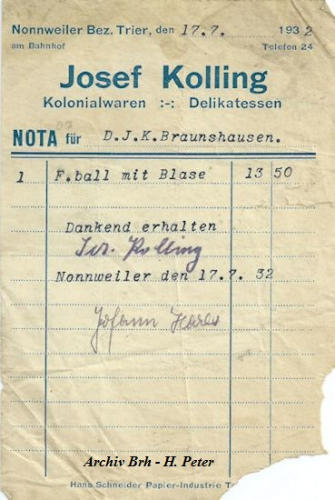 Nonnweiler Bez. Trier, den 17.7. 1932
am Bahnhof Telefon 24
Josef Kolling
Kolonialwaren :-: Delikatessen
NOTA für D.J.K.Braunshausen.
1 F.ball mit Blase 13 50
Dankend erhalten
Jos. Kolling
Nonnweiler den 17.7. 32
Johann
Archiv Brh - H. Peter
Hans Schneider Papier-Industrie T